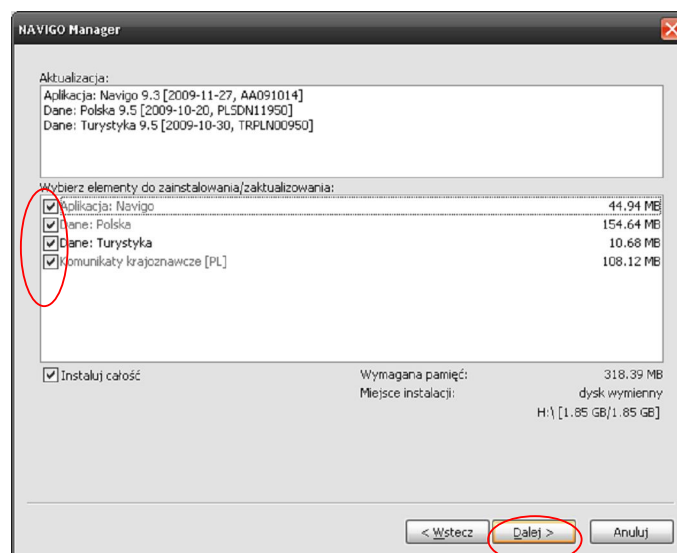 NAVIGO Manager
Aktualizacja:
Aplikacja: Navigo 9.3 [2009-11-27, AA091014]
Dane: Polska 9.5 [2009-10-20, PLSDN11950]
Dane: Turystyka 9.5 [2009-10-30, TRPLN00950]
Wybierz elementy do zainstalowania/zaktualizowania:
Aplikacja: Navigo 44.94 MB
Dane: Polska 154.64 MB
Dane: Turystyka 10.68 MB
Komunikaty krajoznawcze [PL] 108.12 MB
Instaluj całość Wymagana pamięć: 318.39 MB
Miejsce instalacji: dysk wymienny
H:\ [1.85 GB/1.85 GB]
< Wstecz Dalej > Anuluj